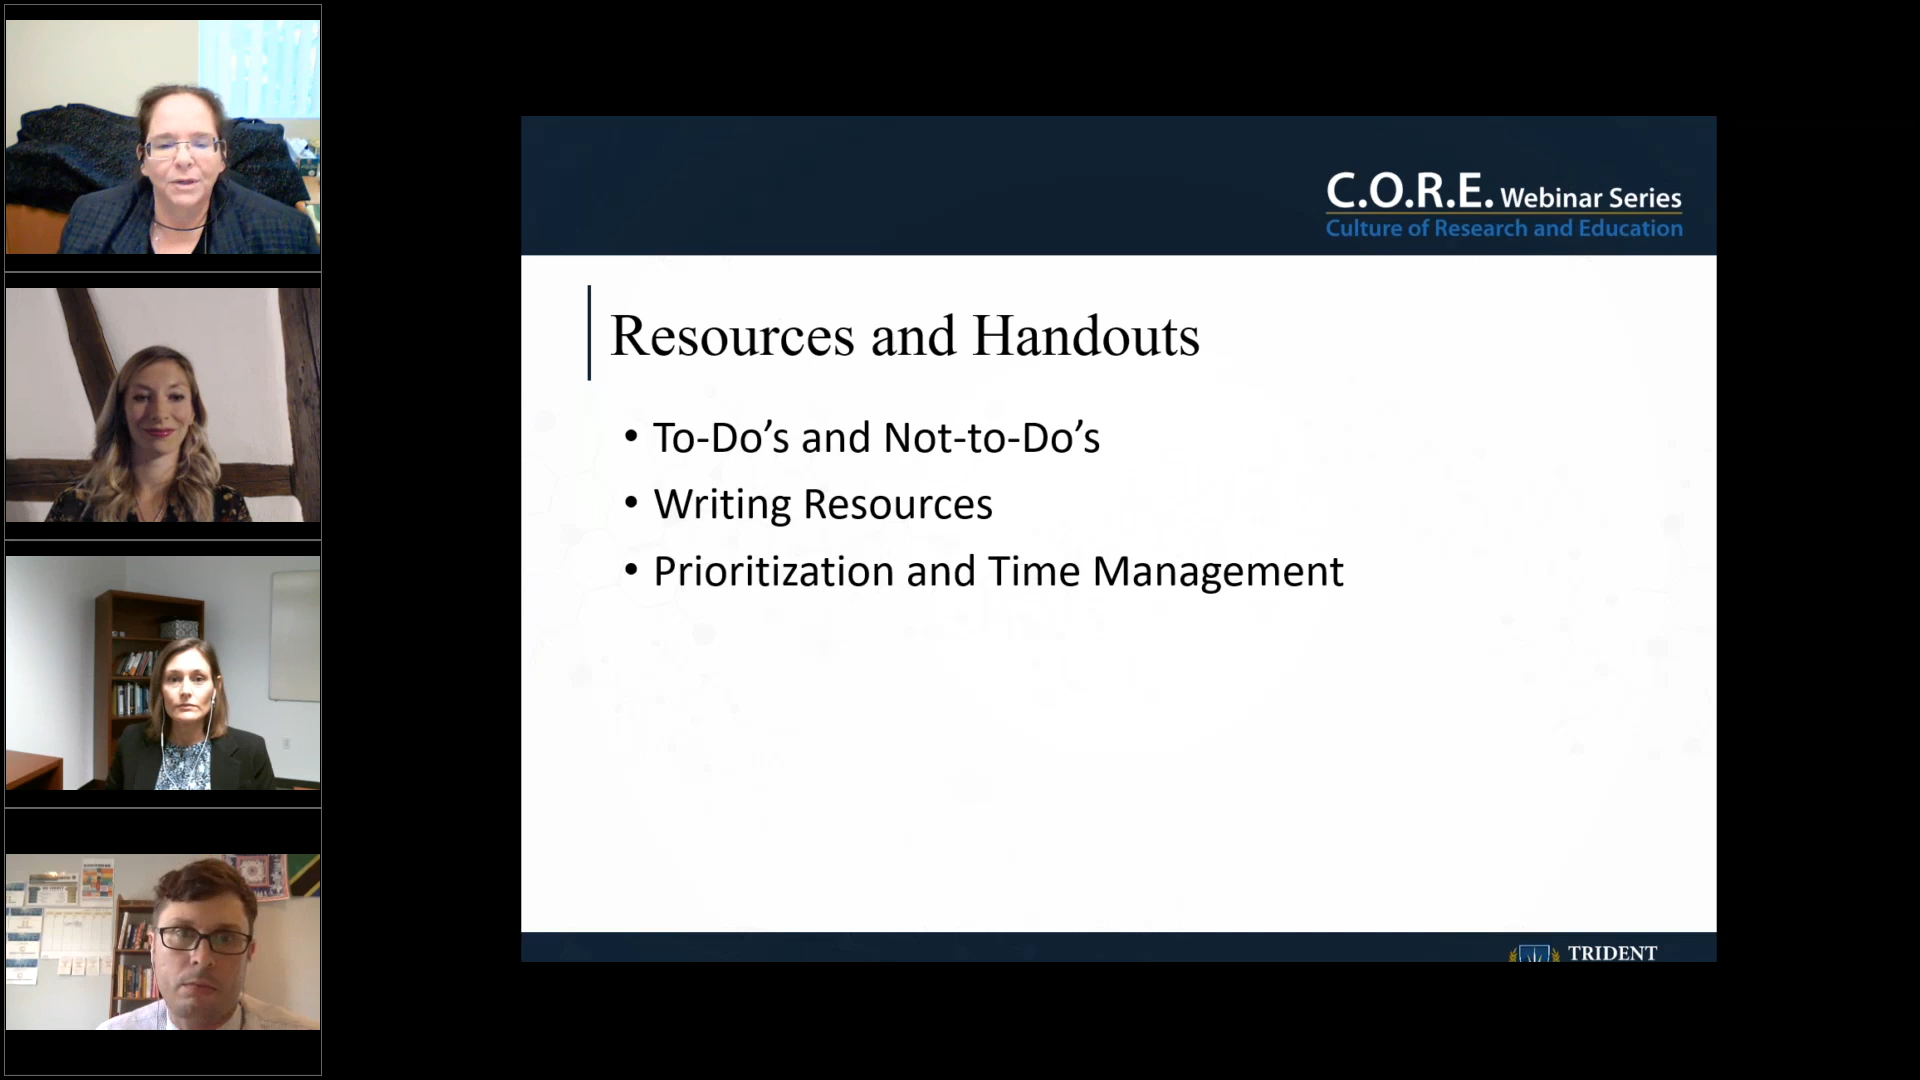 C.O.R.E. Webinar Series
Culture of Research and Education
Resources and Handouts
• To-Do’s and Not-to-Do’s
• Writing Resources
• Prioritization and Time Management
TRIDENT